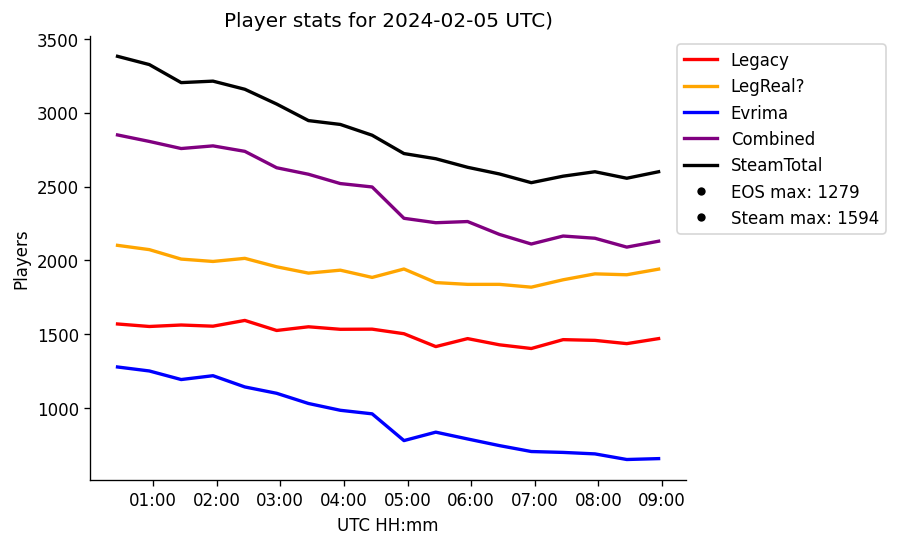 Player stats for 2024-02-05 UTC)
3500
3000
2500
2000
1500
1000
Players
01:00 02:00 03:00 04:00 05:00 06:00 07:00 08:00 09:00
UTC HH:mm
Legacy
LegReal?
Evrima
Combined
SteamTotal
EOS max: 1279
Steam max: 1594